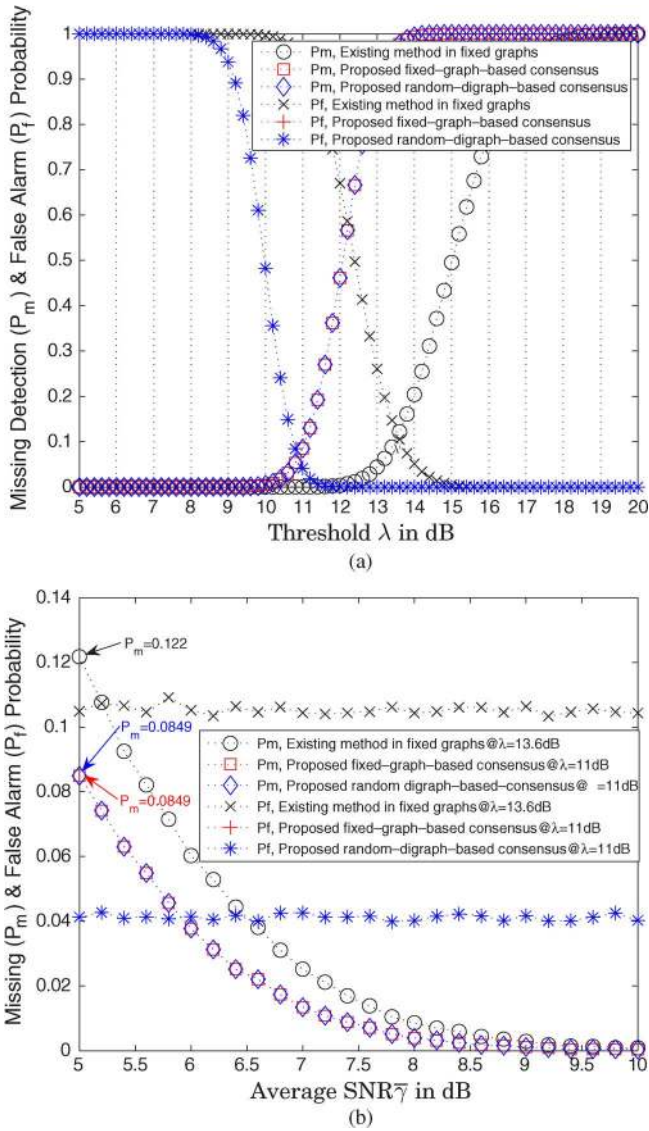 1
0.9
0.8
0.7
0.6
0.5
0.4
0.3
0.2
0.1
0
Missing Detection (Pm) & False Alarm (Pf) Probability
Pm, Existing method in fixed graphs
Pm, Proposed fixed-graph-based consensus
Pm, Proposed random-digraph-based consensus
Pf, Existing method in fixed graphs
Pf, Proposed fixed-graph-based consensus
Pf, Proposed random-digraph-based consensus
5 6 7 8 9 10 11 12 13 14 15 16 17 18 19 20
Threshold λ in dB
(a)
0.14
0.12
0.1
0.08
0.06
0.04
0.02
0
Missing (Pm) & False Alarm (Pf) Probability
Pm=0.122
Pm=0.0849
Pm=0.0849
Pm, Existing method in fixed graphs@λ=13.6dB
Pm, Proposed fixed-graph-based consensus@λ=11dB
Pm, Proposed random digraph-based-consensus@ =11dB
Pf, Existing method in fixed graphs@λ=13.6dB
Pf, Proposed fixed-graph-based consensus@λ=11dB
Pf, Proposed random-digraph-based consensus@λ=11dB
5 5.5 6 6.5 7 7.5 8 8.5 9 9.5 10
Average SNR γ̅ in dB
(b)